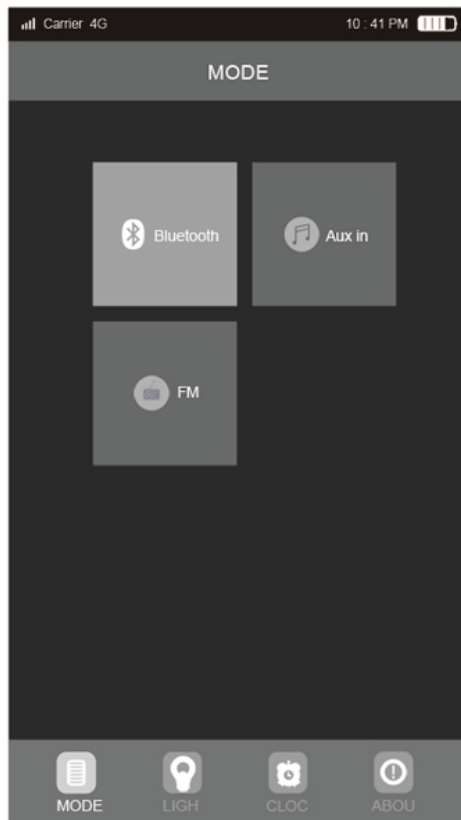 Carrier 4G 10 : 41 PM
MODE
Bluetooth Aux in
FM
MODE LIGH CLOC ABOU